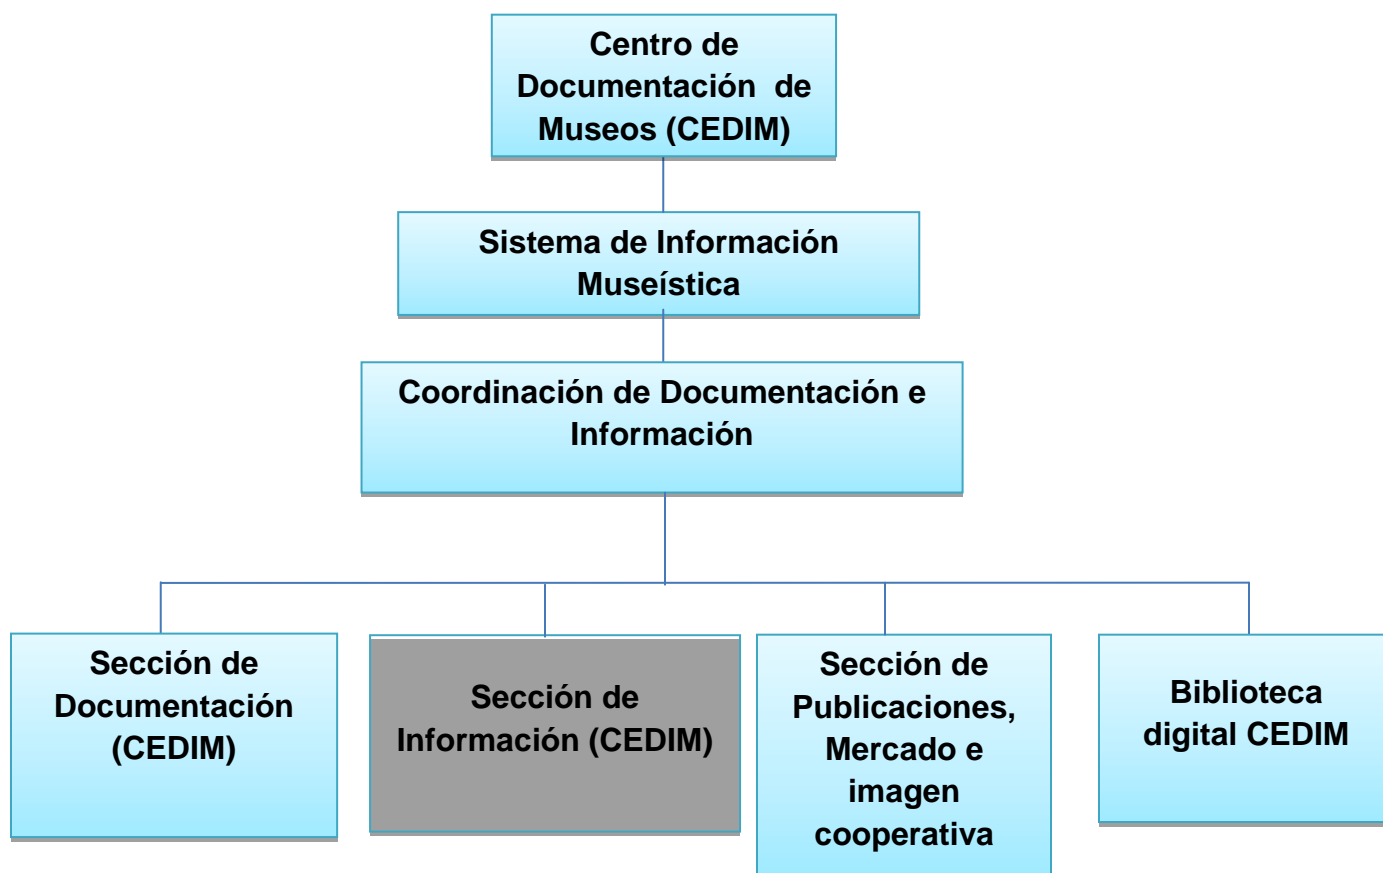 Centro de
Documentación de
Museos (CEDIM)
Sistema de Información
Museística
Coordinación de Documentación e
Información
Sección de
Documentación
(CEDIM)
Sección de
Información (CEDIM)
Sección de
Publicaciones,
Mercado e
imagen
cooperativa
Biblioteca
digital CEDIM